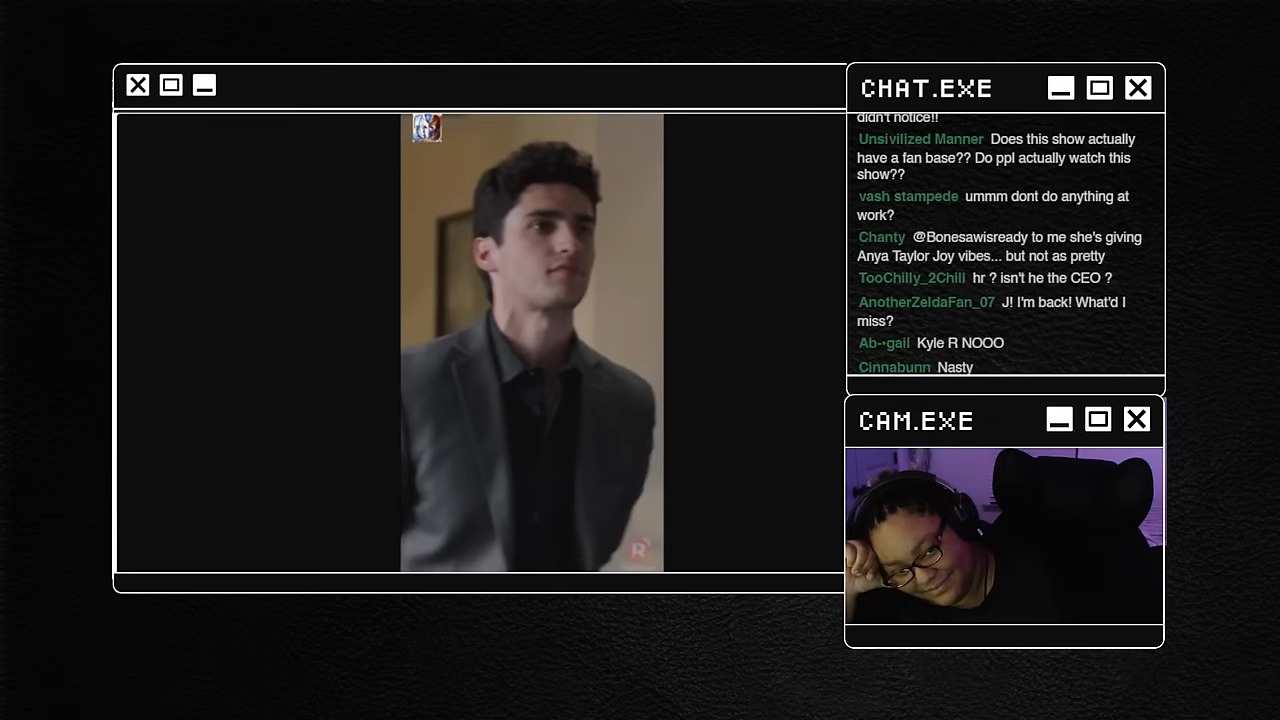 CHAT.EXE
didn't notice!!
Unsivilized Manner Does this show actually
have a fan base?? Do ppl actually watch this
show??
vash stampede ummm dont do anything at
work?
Chanty @Bonesawisready to me she's giving
Anya Taylor Joy vibes... but not as pretty
TooChilly_2Chill hr ? isn't he the CEO ?
AnotherZeldaFan_07 J! I'm back! What'd I
miss?
Ab-•gail Kyle R NOOO
Cinnabunn Nasty
CAM.EXE
R